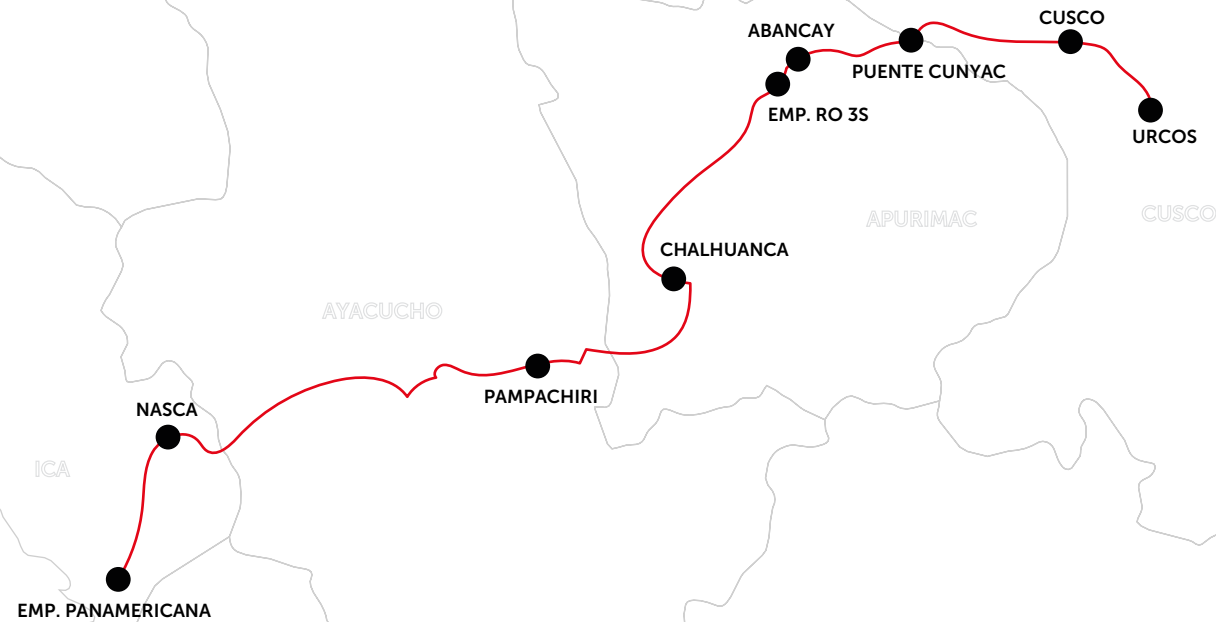 CUSCO
ABANCAY
PUENTE CUNYAC
EMP. RO 3S
URCOS
APURIMAC
CUSCO
CHALHUANCA
AYACUCHO
PAMPACHIRI
NASCA
ICA
EMP. PANAMERICANA